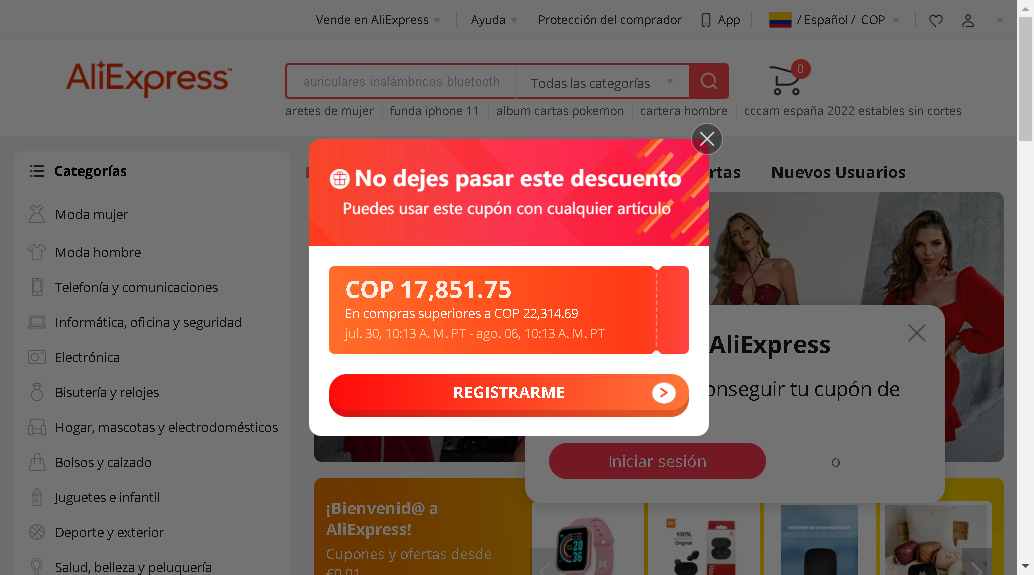 Vende en AliExpress
Ayuda
Protección del comprador
App
/ Español / COP
AliExpress
auriculares inalámbricos bluetooth
Todas las categorías
0
aretes de mujer
funda iphone 11
album cartas pokemon
cartera hombre
cccam españa 2022 estables sin cortes
Categorías
Nuevos Usuarios
Moda mujer
Moda hombre
Telefonía y comunicaciones
Informática, oficina y seguridad
Electrónica
Bisutería y relojes
Hogar, mascotas y electrodomésticos
Bolsos y calzado
Juguetes e infantil
Deporte y exterior
Salud, belleza y peluquería
No dejes pasar este descuento
Puedes usar este cupón con cualquier artículo
COP 17,851.75
En compras superiores a COP 22,314.69
jul. 30, 10:13 A. M. PT - ago. 06, 10:13 A. M. PT
REGISTRARME
AliExpress
onseguir tu cupón de
Iniciar sesión
o
¡Bienvenid@ a
AliExpress!
Cupones y ofertas desde
€0,01